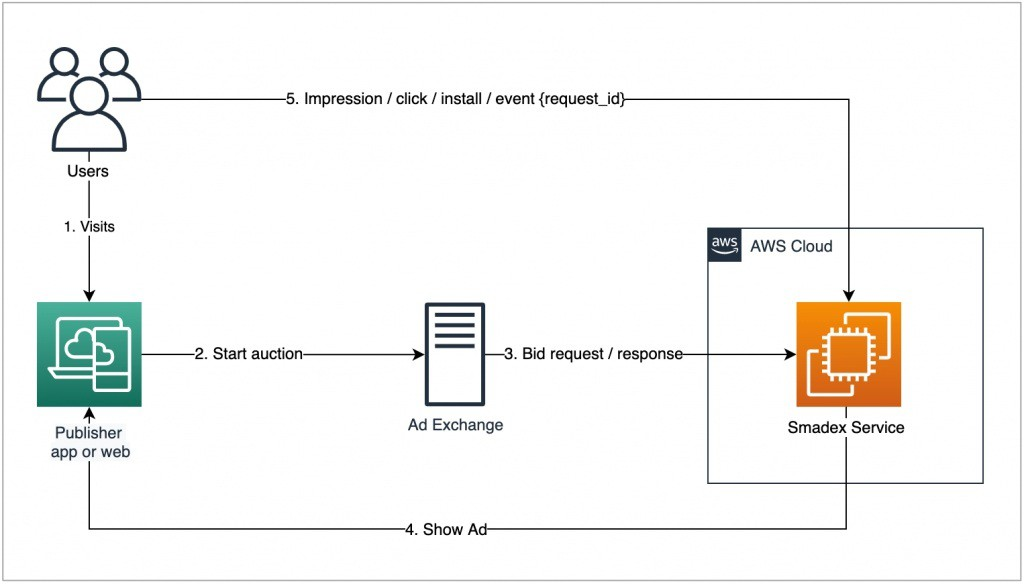 5. Impression / click / install / event {request_id}
Users
1. Visits
aws
AWS Cloud
2. Start auction
3. Bid request / response
Ad Exchange
Smadex Service
Publisher
app or web
4. Show Ad